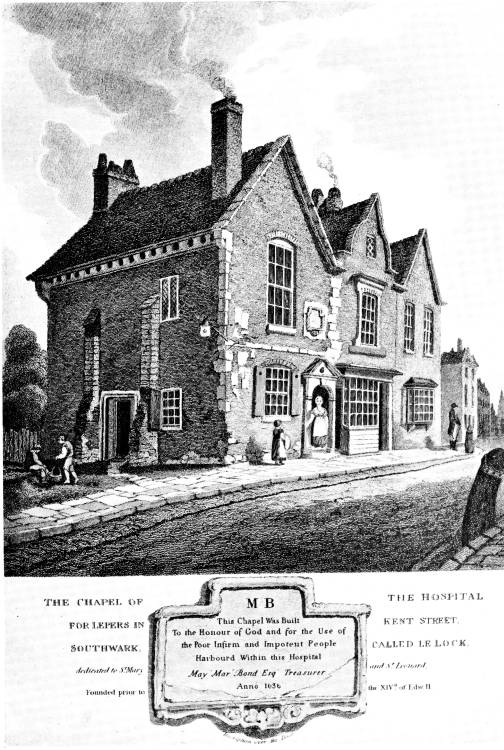 THE CHAPEL OF THE HOSPITAL
FOR LEPERS IN KENT STREET,
SOUTHWARK, CALLED LE LOCK,
dedicated to St. Mary and St. Leonard,
Founded prior to the XIVth of Edw. II.
M B
This Chapel Was Built
To the Honour of God and for the Use of
the Poor Infirm and Impotent People
Harbourd Within this Hospital
May Mar Bond Esq Treasurer
Anno 1636
over the